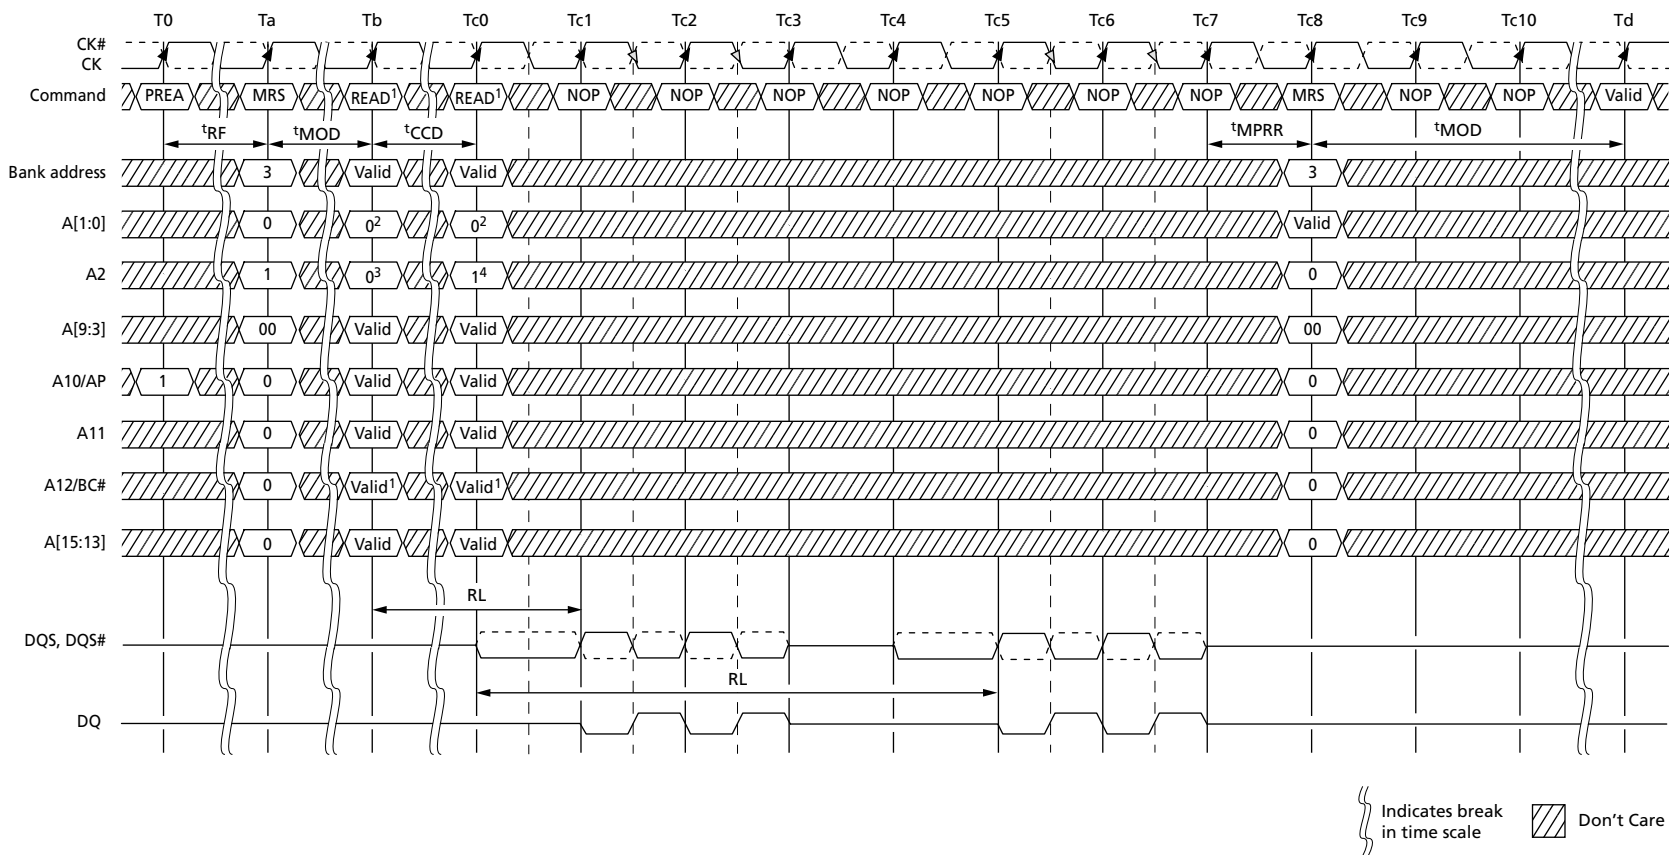 T0 Ta Tb Tc0 Tc1 Tc2 Tc3 Tc4 Tc5 Tc6 Tc7 Tc8 Tc9 Tc10 Td
CK#
CK
Command PREA MRS READ¹ READ¹ NOP NOP NOP NOP NOP NOP NOP MRS NOP NOP Valid
tRF tMOD tCCD tMPRR tMOD
Bank address 3 Valid Valid 3
A[1:0] 0 0² 0² Valid
A2 1 0³ 1⁴ 0
A[9:3] 00 Valid Valid 00
A10/AP 1 0 Valid Valid 0
A11 0 Valid Valid 0
A12/BC# 0 Valid¹ Valid¹ 0
A[15:13] 0 Valid Valid 0
RL
DQS, DQS#
RL
DQ
Indicates break
in time scale
Don't Care